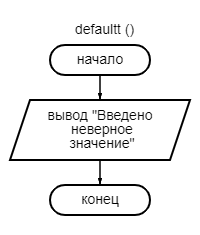 defaultt ()
начало
вывод "Введено
неверное
значение"
конец